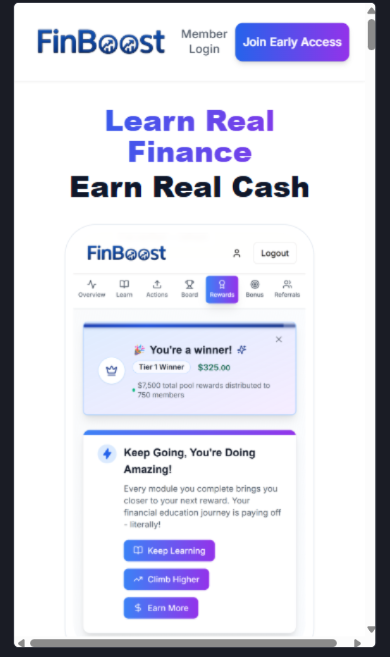 FinBoost
Member
Login
Join Early Access
Learn Real
Finance
Earn Real Cash
FinBoost
Logout
Overview
Learn
Actions
Board
Rewards
Bonus
Referrals
You're a winner!
Tier 1 Winner
$325.00
$7,500 total pool rewards distributed to
750 members
Keep Going, You're Doing
Amazing!
Every module you complete brings you
closer to your next reward. Your
financial education journey is paying off
- literally!
Keep Learning
Climb Higher
Earn More